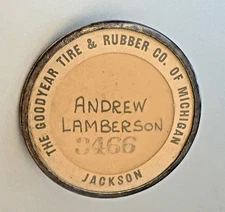 THE GOODYEAR TIRE & RUBBER CO. OF MICHIGAN
ANDREW
LAMBERSON
3466
JACKSON